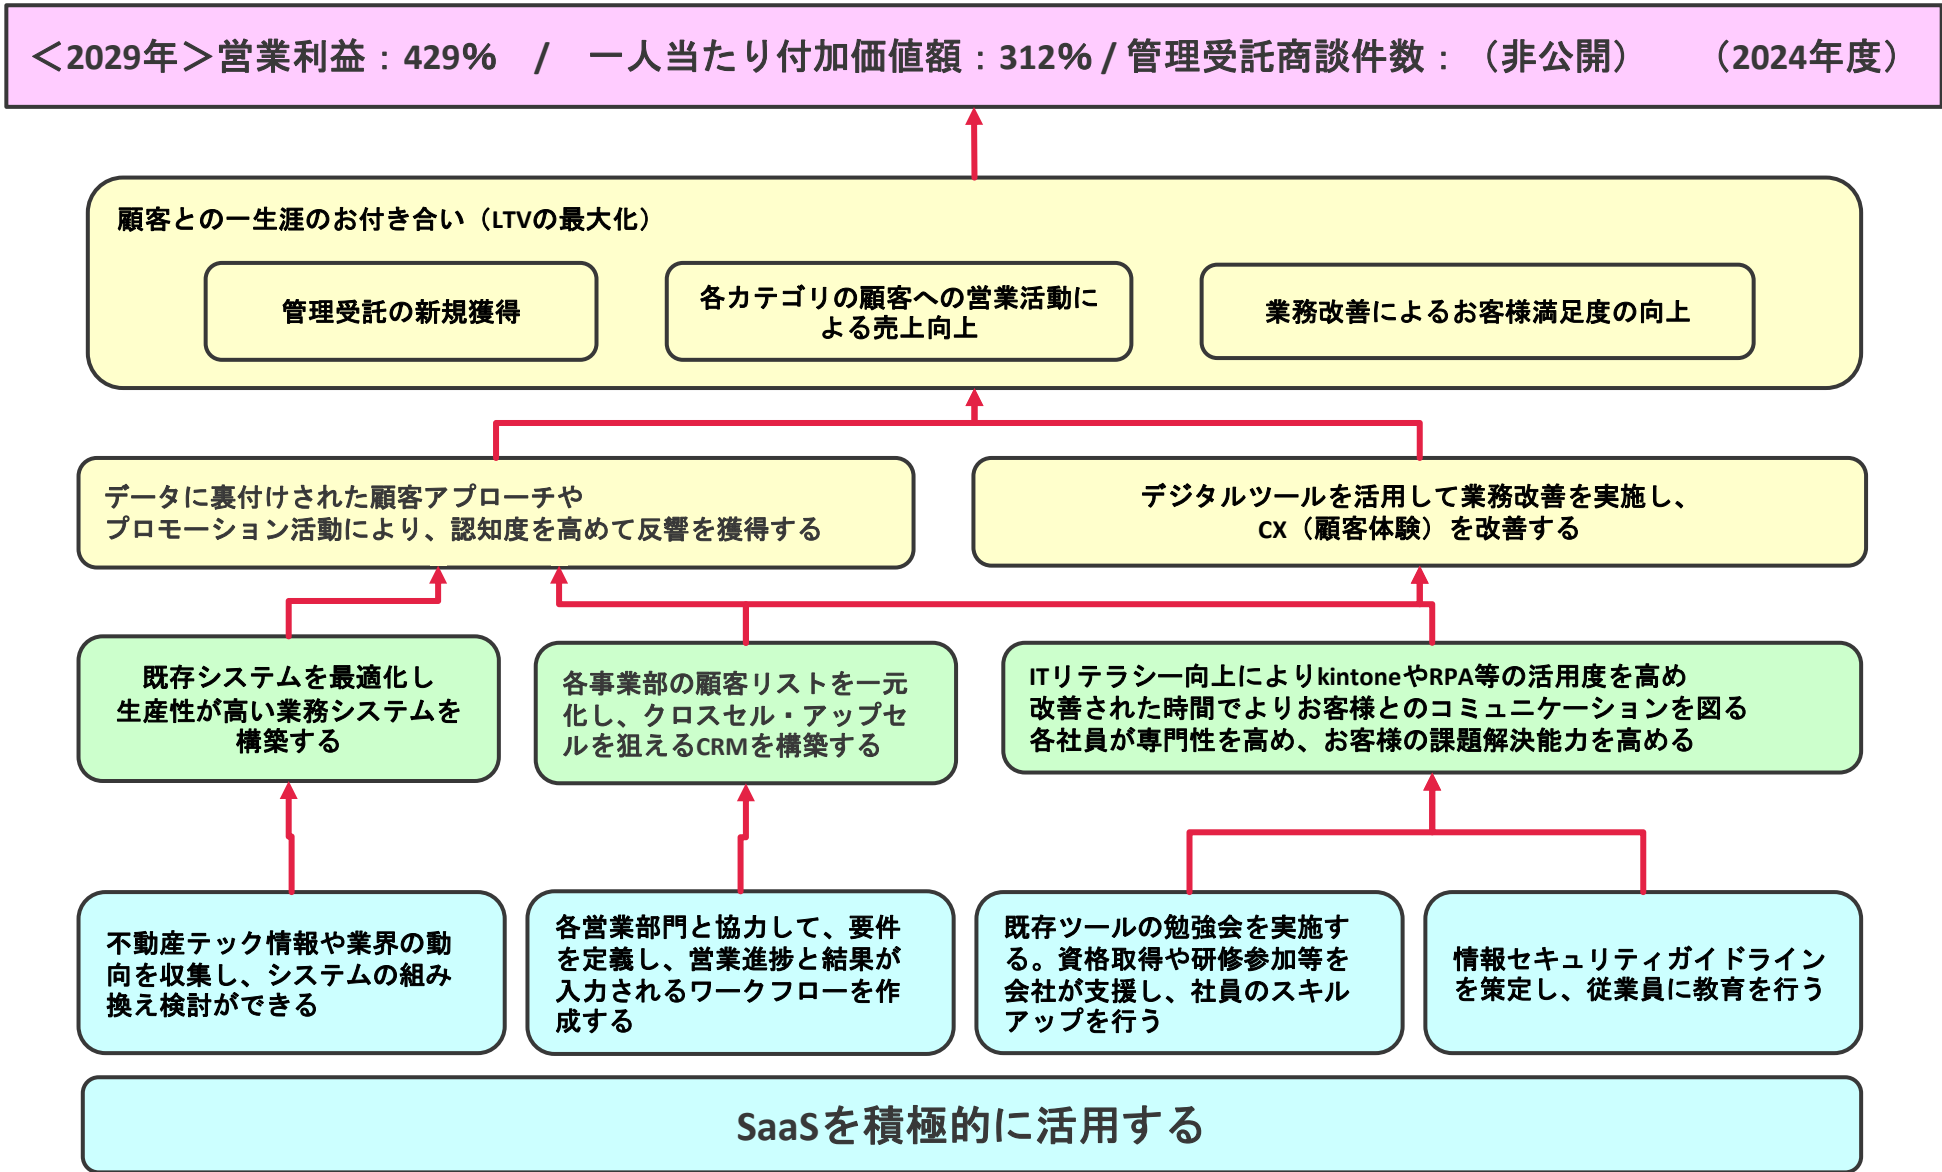 ＜2029年＞営業利益：429%　/　一人当たり付加価値額：312% / 管理受託商談件数：（非公開）　（2024年度）
顧客との一生涯のお付き合い（LTVの最大化）
管理受託の新規獲得
各カテゴリの顧客への営業活動に
よる売上向上
業務改善によるお客様満足度の向上
データに裏付けされた顧客アプローチや
プロモーション活動により、認知度を高めて反響を獲得する
デジタルツールを活用して業務改善を実施し、
CX（顧客体験）を改善する
既存システムを最適化し
生産性が高い業務システムを
構築する
各事業部の顧客リストを一元
化し、クロスセル・アップセ
ルを狙えるCRMを構築する
ITリテラシー向上によりkintoneやRPA等の活用度を高め
改善された時間でよりお客様とのコミュニケーションを図る
各社員が専門性を高め、お客様の課題解決能力を高める
不動産テック情報や業界の動
向を収集し、システムの組み
換え検討ができる
各営業部門と協力して、要件
を定義し、営業進捗と結果が
入力されるワークフローを作
成する
既存ツールの勉強会を実施す
る。資格取得や研修参加等を
会社が支援し、社員のスキル
アップを行う
情報セキュリティガイドライン
を策定し、従業員に教育を行う
SaaSを積極的に活用する